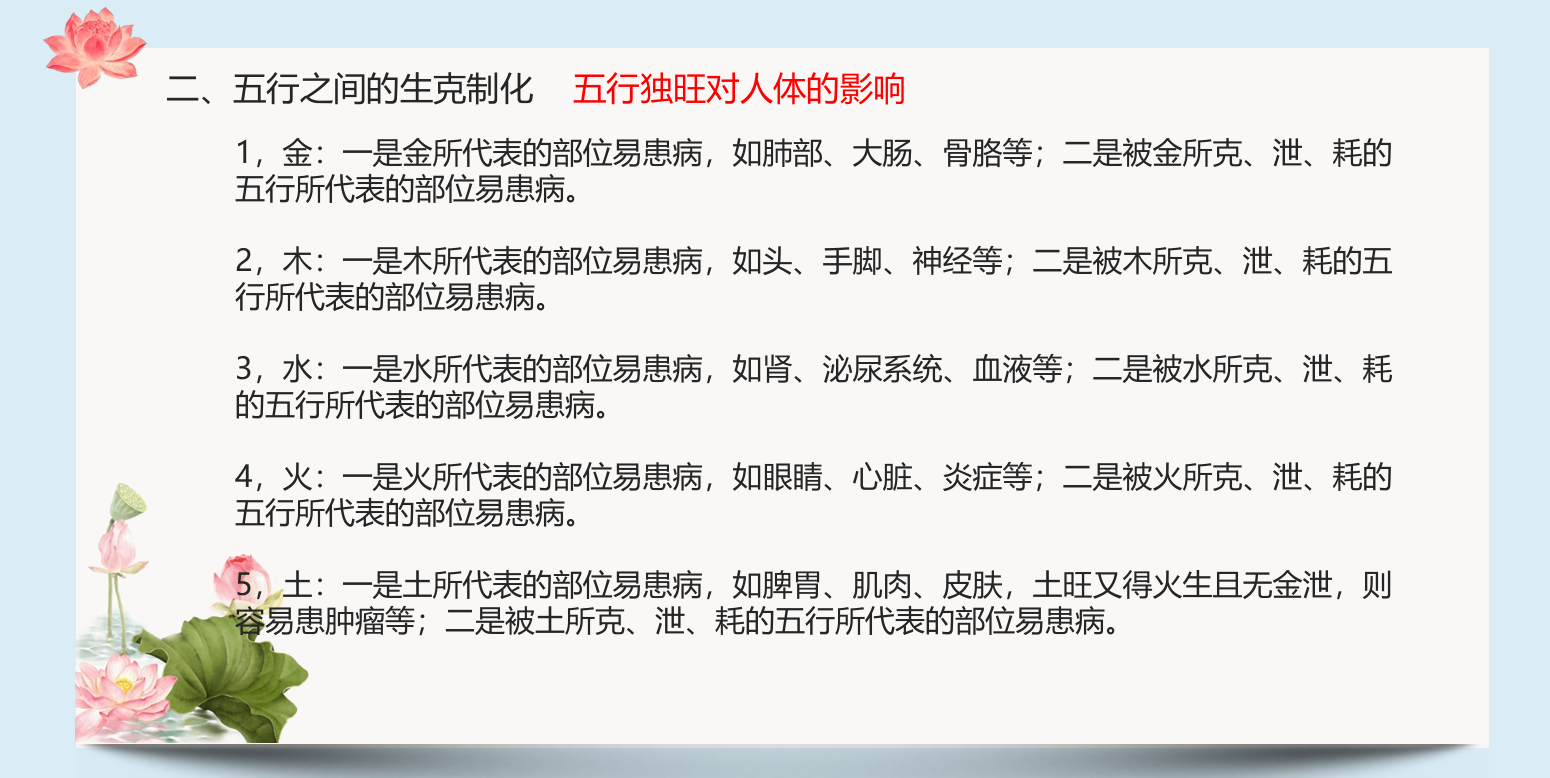 二、五行之间的生克制化 五行独旺对人体的影响
1，金：一是金所代表的部位易患病，如肺部、大肠、骨胳等；二是被金所克、泄、耗的
五行所代表的部位易患病。
2，木：一是木所代表的部位易患病，如头、手脚、神经等；二是被木所克、泄、耗的五
行所代表的部位易患病。
3，水：一是水所代表的部位易患病，如肾、泌尿系统、血液等；二是被水所克、泄、耗
的五行所代表的部位易患病。
4，火：一是火所代表的部位易患病，如眼睛、心脏、炎症等；二是被火所克、泄、耗的
五行所代表的部位易患病。
5，土：一是土所代表的部位易患病，如脾胃、肌肉、皮肤，土旺又得火生且无金泄，则
容易患肿瘤等；二是被土所克、泄、耗的五行所代表的部位易患病。